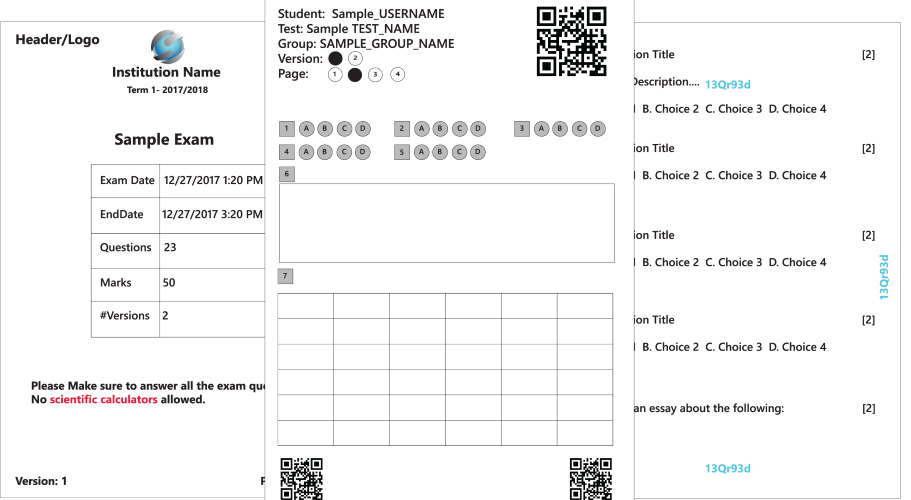 Header/Logo
Institution Name
Term 1- 2017/2018
Sample Exam
Exam Date 12/27/2017 1:20 PM
EndDate 12/27/2017 3:20 PM
Questions 23
Marks 50
#Versions 2
Please Make sure to answer all the exam que
No scientific calculators allowed.
Version: 1
Student: Sample_USERNAME
Test: Sample TEST_NAME
Group: SAMPLE_GROUP_NAME
Version: 2
Page: 1 3 4
1 A B C D 2 A B C D 3 A B C D
4 A B C D 5 A B C D
6
7
ion Title [2]
Description.... 13Qr93d
B. Choice 2 C. Choice 3 D. Choice 4
ion Title [2]
B. Choice 2 C. Choice 3 D. Choice 4
ion Title [2]
B. Choice 2 C. Choice 3 D. Choice 4
13Qr93d
ion Title [2]
B. Choice 2 C. Choice 3 D. Choice 4
an essay about the following: [2]
13Qr93d